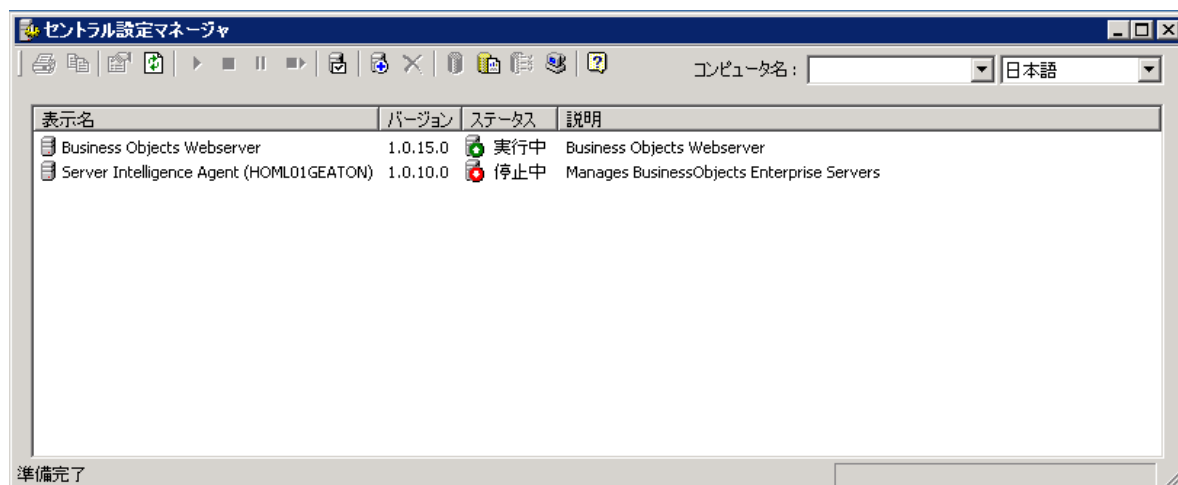 セントラル設定マネージャ
コンピュータ名: 日本語
表示名 バージョン ステータス 説明
Business Objects Webserver 1.0.15.0 実行中 Business Objects Webserver
Server Intelligence Agent (HOML01GEATON) 1.0.10.0 停止中 Manages BusinessObjects Enterprise Servers
準備完了